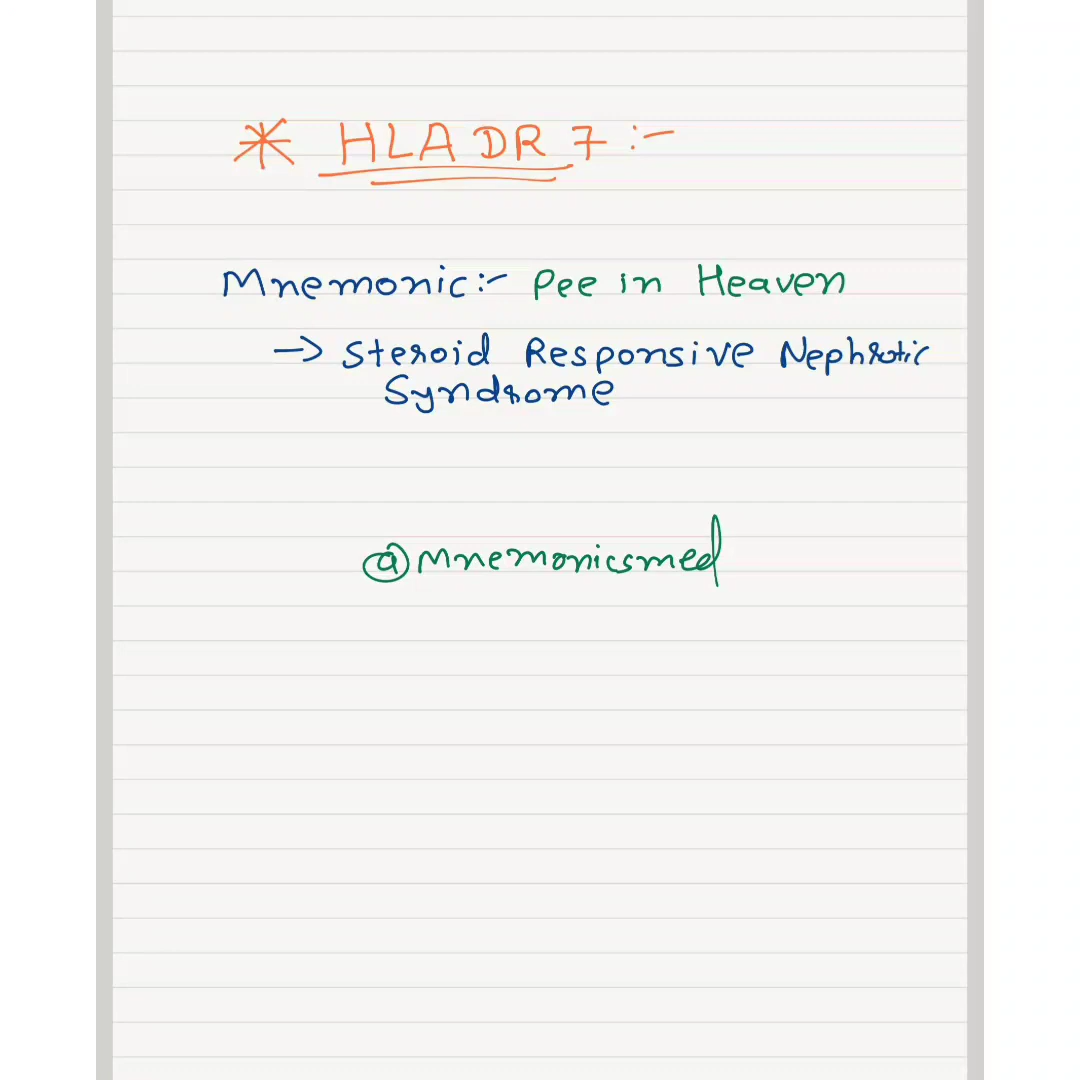 * HLA DR 7 :-
Mnemonic:- Pee in Heaven
→ Steroid Responsive Nephrotic
Syndrome
@mnemonicsmed